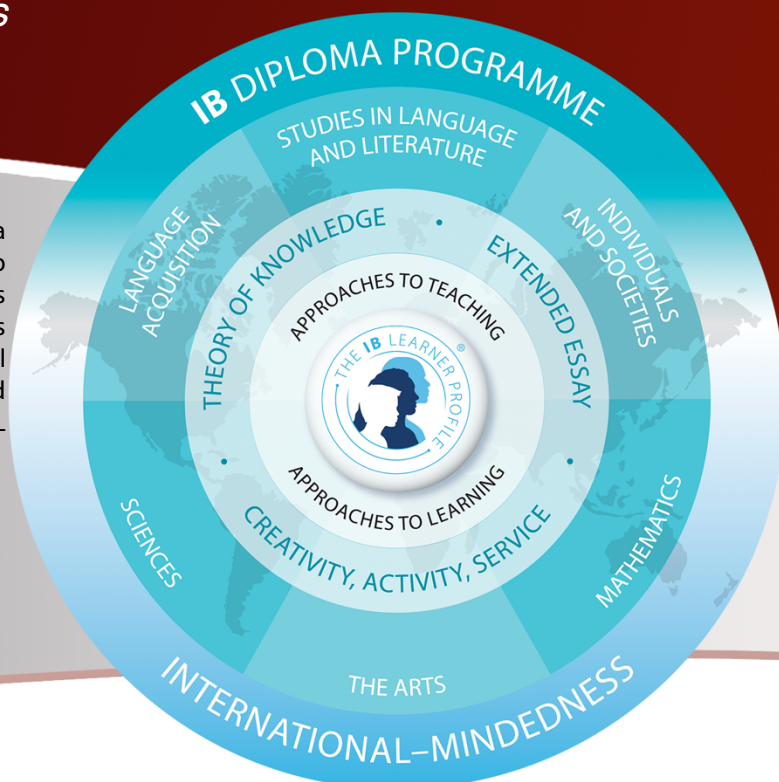 s
a
o
s
s
l
d
-
IB DIPLOMA PROGRAMME
STUDIES IN LANGUAGE
AND LITERATURE
LANGUAGE
ACQUISITION
INDIVIDUALS
AND SOCIETIES
THEORY OF KNOWLEDGE
EXTENDED ESSAY
APPROACHES TO TEACHING
THE IB LEARNER PROFILE®
APPROACHES TO LEARNING
CREATIVITY, ACTIVITY, SERVICE
SCIENCES
MATHEMATICS
THE ARTS
INTERNATIONAL–MINDEDNESS